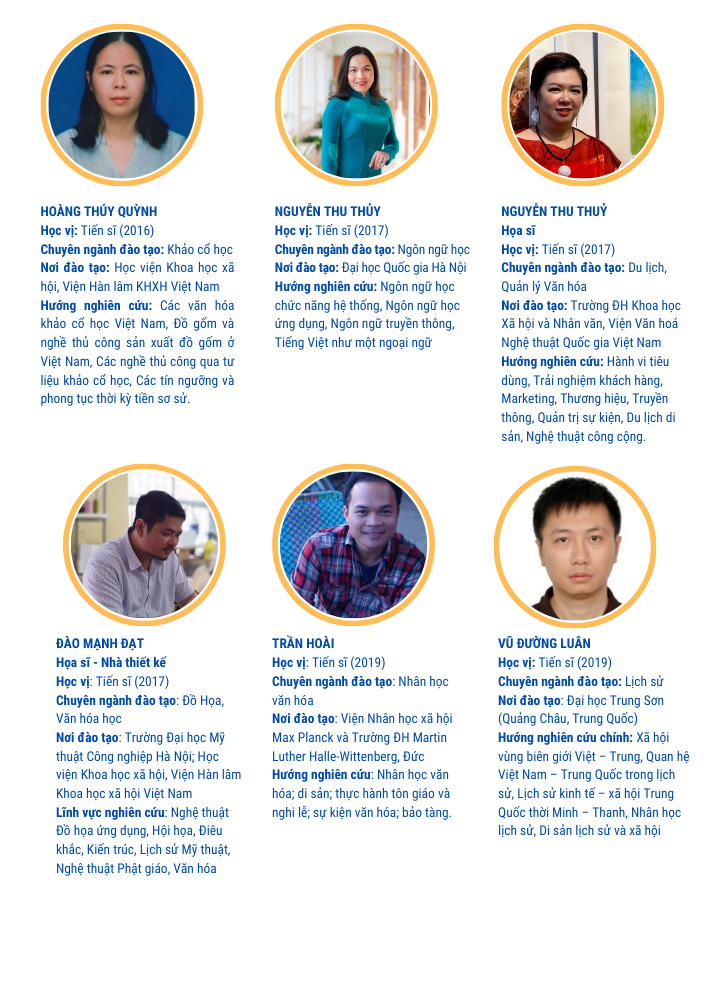 HOÀNG THÚY QUỲNH
Học vị: Tiến sĩ (2016)
Chuyên ngành đào tạo: Khảo cổ học
Nơi đào tạo: Học viện Khoa học xã
hội, Viện Hàn lâm KHXH Việt Nam
Hướng nghiên cứu: Các văn hóa
khảo cổ học Việt Nam, Đồ gốm và
nghề thủ công sản xuất đồ gốm ở
Việt Nam, Các nghề thủ công qua tư
liệu khảo cổ học, Các tín ngưỡng và
phong tục thời kỳ tiền sơ sử.
NGUYỄN THU THỦY
Học vị: Tiến sĩ (2017)
Chuyên ngành đào tạo: Ngôn ngữ học
Nơi đào tạo: Đại học Quốc gia Hà Nội
Hướng nghiên cứu: Ngôn ngữ học
chức năng hệ thống, Ngôn ngữ học
ứng dụng, Ngôn ngữ truyền thông,
Tiếng Việt như một ngoại ngữ
NGUYỄN THU THUỶ
Họa sĩ
Học vị: Tiến sĩ (2017)
Chuyên ngành đào tạo: Du lịch,
Quản lý Văn hóa
Nơi đào tạo: Trường ĐH Khoa học
Xã hội và Nhân văn, Viện Văn hoá
Nghệ thuật Quốc gia Việt Nam
Hướng nghiên cứu: Hành vi tiêu
dùng, Trải nghiệm khách hàng,
Marketing, Thương hiệu, Truyền
thông, Quản trị sự kiện, Du lịch di
sản, Nghệ thuật công cộng.
ĐÀO MẠNH ĐẠT
Họa sĩ - Nhà thiết kế
Học vị: Tiến sĩ (2017)
Chuyên ngành đào tạo: Đồ Họa,
Văn hóa học
Nơi đào tạo: Trường Đại học Mỹ
thuật Công nghiệp Hà Nội; Học
viện Khoa học xã hội, Viện Hàn lâm
Khoa học xã hội Việt Nam
Lĩnh vực nghiên cứu: Nghệ thuật
Đồ họa ứng dụng, Hội họa, Điêu
khắc, Kiến trúc, Lịch sử Mỹ thuật,
Nghệ thuật Phật giáo, Văn hóa
TRẦN HOÀI
Học vị: Tiến sĩ (2019)
Chuyên ngành đào tạo: Nhân học
văn hóa
Nơi đào tạo: Viện Nhân học xã hội
Max Planck và Trường ĐH Martin
Luther Halle-Wittenberg, Đức
Hướng nghiên cứu: Nhân học văn
hóa; di sản; thực hành tôn giáo và
nghi lễ; sự kiện văn hóa; bảo tàng.
VŨ ĐƯỜNG LUÂN
Học vị: Tiến sĩ (2019)
Chuyên ngành đào tạo: Lịch sử
Nơi đào tạo: Đại học Trung Sơn
(Quảng Châu, Trung Quốc)
Hướng nghiên cứu chính: Xã hội
vùng biên giới Việt – Trung, Quan hệ
Việt Nam – Trung Quốc trong lịch
sử, Lịch sử kinh tế – xã hội Trung
Quốc thời Minh – Thanh, Nhân học
lịch sử, Di sản lịch sử và xã hội